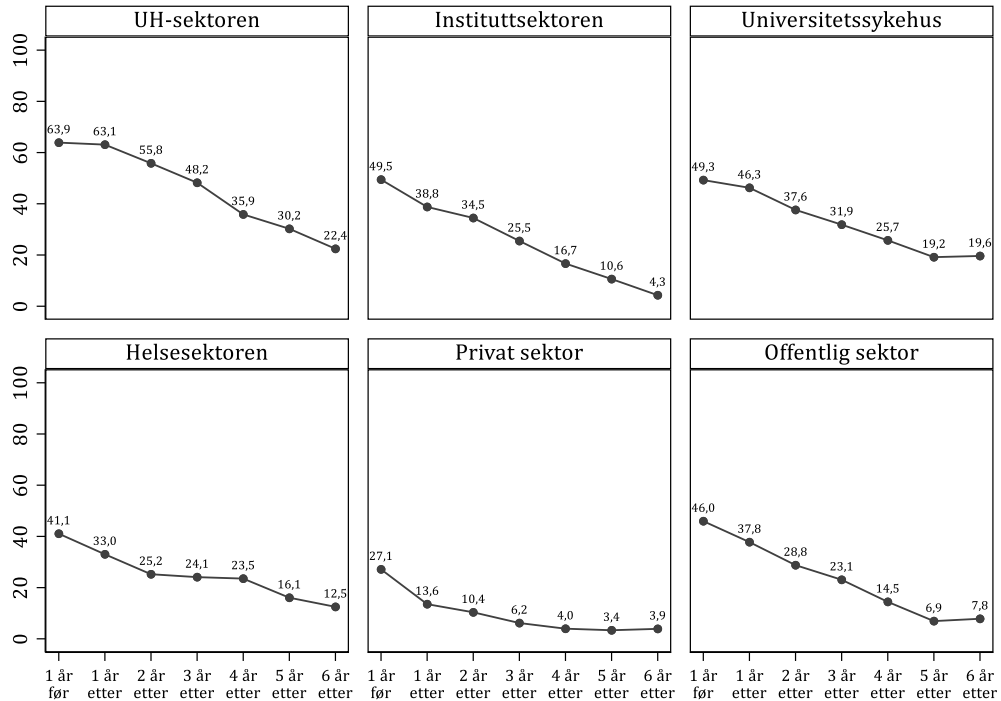 UH-sektoren
Instituttsektoren
Universitetssykehus
100
80
60
40
20
0
63,9
63,1
55,8
48,2
35,9
30,2
22,4
49,5
38,8
34,5
25,5
16,7
10,6
4,3
49,3
46,3
37,6
31,9
25,7
19,2
19,6
Helsesektoren
Privat sektor
Offentlig sektor
100
80
60
40
20
0
41,1
33,0
25,2
24,1
23,5
16,1
12,5
27,1
13,6
10,4
6,2
4,0
3,4
3,9
46,0
37,8
28,8
23,1
14,5
6,9
7,8
1 år
før
1 år
etter
2 år
etter
3 år
etter
4 år
etter
5 år
etter
6 år
etter
1 år
før
1 år
etter
2 år
etter
3 år
etter
4 år
etter
5 år
etter
6 år
etter
1 år
før
1 år
etter
2 år
etter
3 år
etter
4 år
etter
5 år
etter
6 år
etter